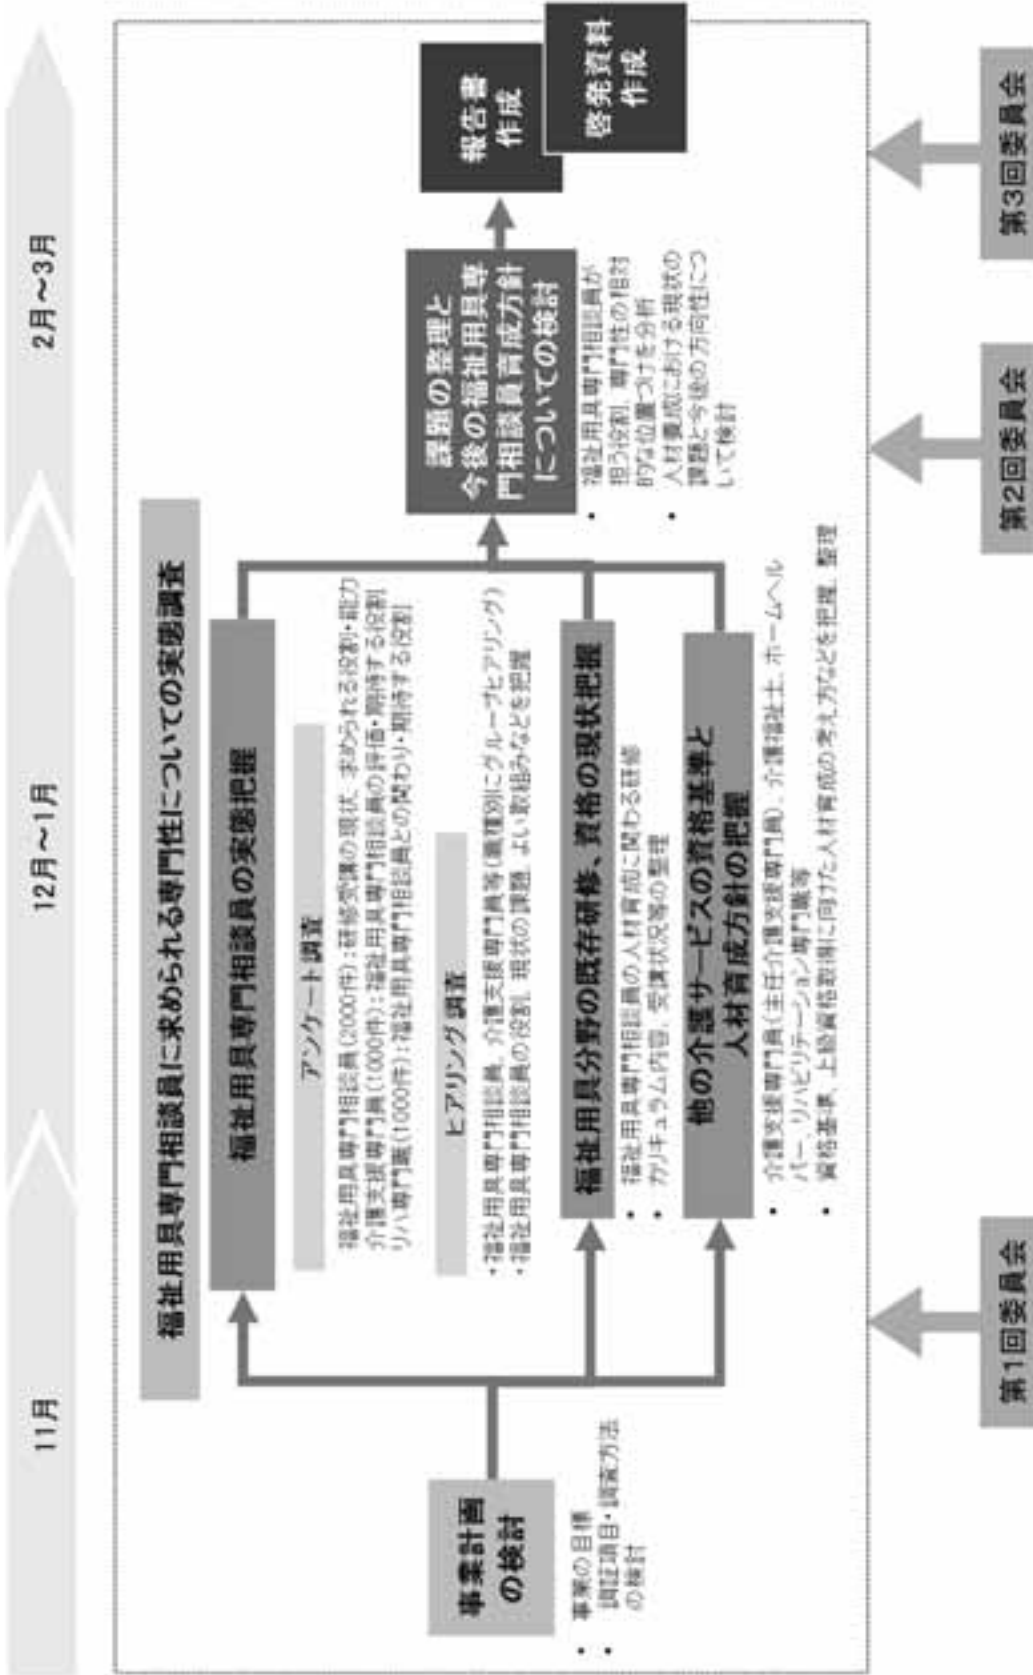 11月
12月～1月
2月～3月
福祉用具専門相談員に求められる専門性についての実態調査
事業計画
の検討
• 事業の目標
• 調証項目・調査方法
の検討
福祉用具専門相談員の実態把握
アンケート調査
福祉用具専門相談員(2000件):研修受講の現状、求められる役割・能力
介護支援専門員(1000件):福祉用具専門相談員の評価・期待する役割
リハ専門職(1000件):福祉用具専門相談員との関わり・期待する役割
ヒアリング調査
・福祉用具専門相談員、介護支援専門員等(職種別にグループヒアリング)
・福祉用具専門相談員の役割、現状の課題、よい取組みなどを把握
福祉用具分野の既存研修、資格の現状把握
• 福祉用具専門相談員の人材育成に関わる研修
• カリキュラム内容、受講状況等の整理
他の介護サービスの資格基準と
人材育成方針の把握
• 介護支援専門員(主任介護支援専門員)、介護福祉士、ホームヘル
パー、リハビリテーション専門職等
• 資格基準、上級資格取得に向けた人材育成の考え方などを把握、整理
課題の整理と
今後の福祉用具専
門相談員育成方針
についての検討
• 福祉用具専門相談員が
担う役割、専門性の相対
的な位置づけを分析
• 人材養成における現状の
課題と今後の方向性につ
いて検討
報告書
作成
啓発資料
作成
第1回委員会
第2回委員会
第3回委員会